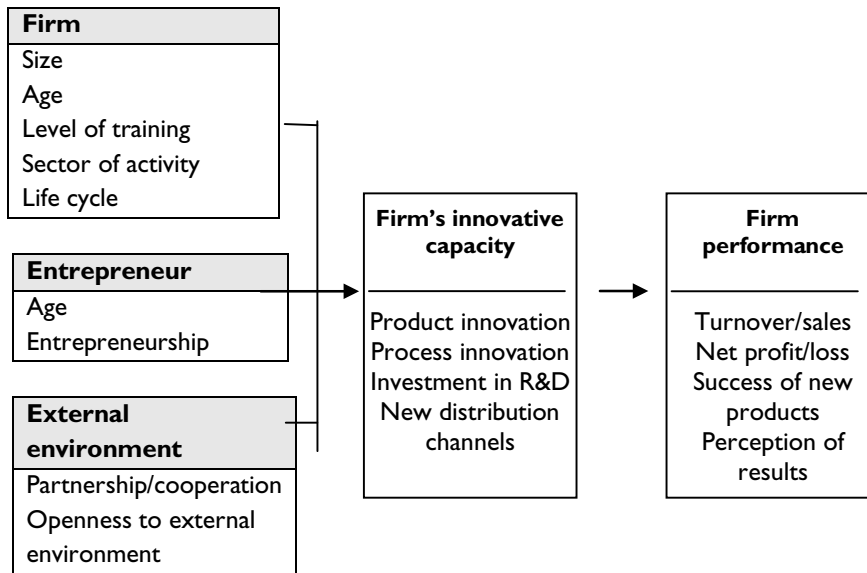 Firm
Size
Age
Level of training
Sector of activity
Life cycle
Entrepreneur
Age
Entrepreneurship
External
environment
Partnership/cooperation
Openness to external
environment
Firm's innovative
capacity
Product innovation
Process innovation
Investment in R&D
New distribution
channels
Firm
performance
Turnover/sales
Net profit/loss
Success of new
products
Perception of
results